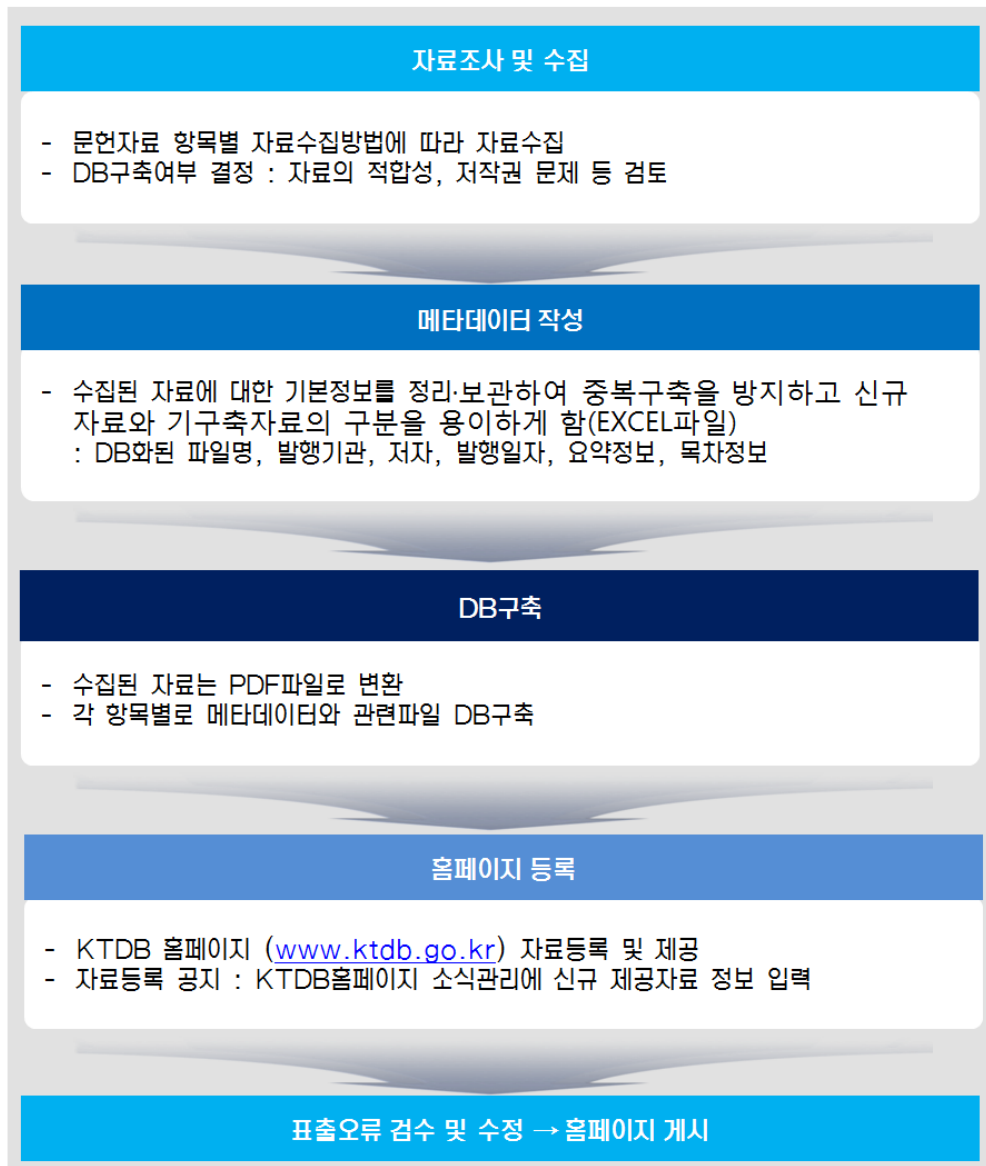 자료조사 및 수집
- 문헌자료 항목별 자료수집방법에 따라 자료수집
- DB구축여부 결정 : 자료의 적합성, 저작권 문제 등 검토
메타데이터 작성
- 수집된 자료에 대한 기본정보를 정리·보관하여 중복구축을 방지하고 신규
자료와 기구축자료의 구분을 용이하게 함(EXCEL파일)
: DB화된 파일명, 발행기관, 저자, 발행일자, 요약정보, 목차정보
DB구축
- 수집된 자료는 PDF파일로 변환
- 각 항목별로 메타데이터와 관련파일 DB구축
홈페이지 등록
- KTDB 홈페이지 (www.ktdb.go.kr) 자료등록 및 제공
- 자료등록 공지 : KTDB홈페이지 소식관리에 신규 제공자료 정보 입력
표출오류 검수 및 수정 → 홈페이지 게시